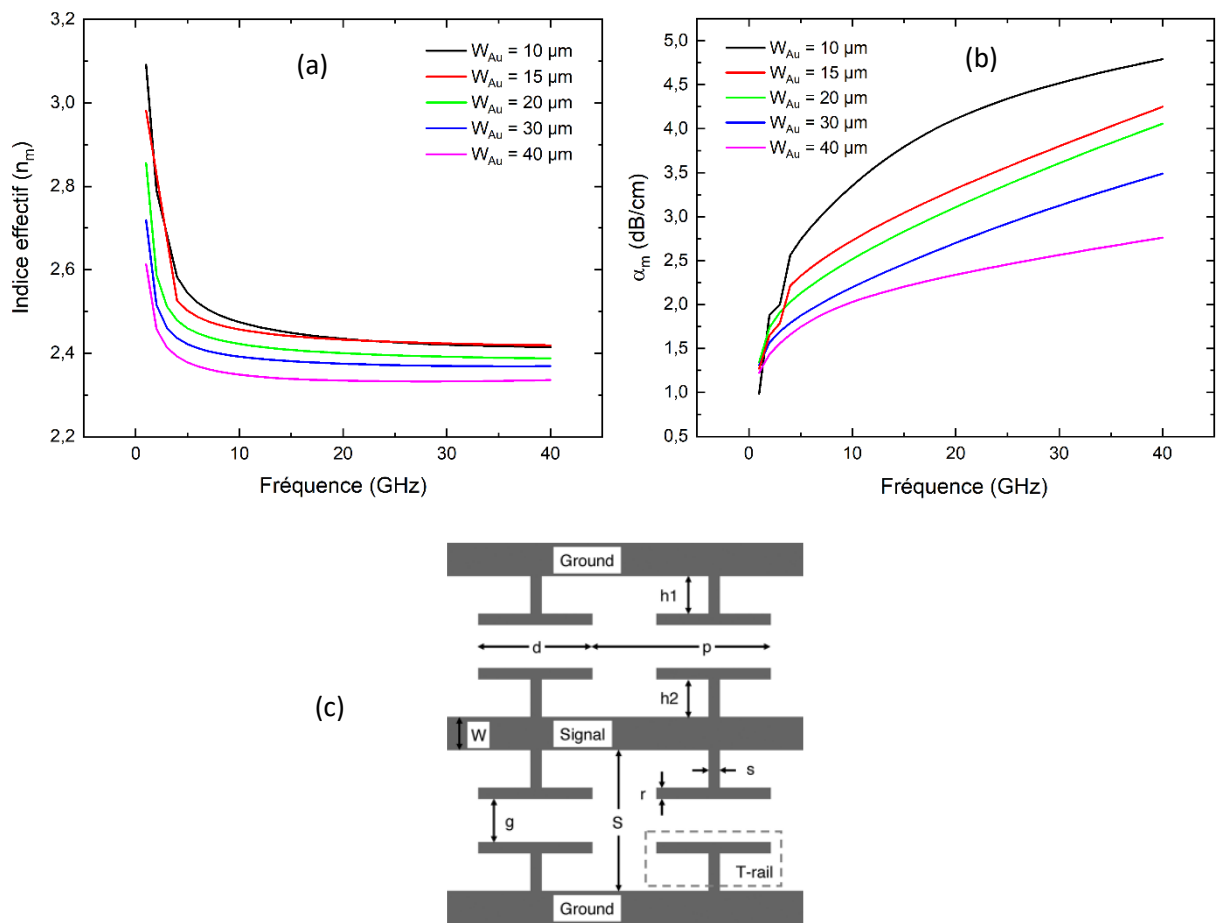 (a)
W_Au = 10 µm
W_Au = 15 µm
W_Au = 20 µm
W_Au = 30 µm
W_Au = 40 µm
Indice effectif (n_m)
3,2
3,0
2,8
2,6
2,4
2,2
0
10
20
30
40
Fréquence (GHz)
(b)
W_Au = 10 µm
W_Au = 15 µm
W_Au = 20 µm
W_Au = 30 µm
W_Au = 40 µm
α_m (dB/cm)
5,0
4,5
4,0
3,5
3,0
2,5
2,0
1,5
1,0
0,5
0
10
20
30
40
Fréquence (GHz)
(c)
Ground
h1
d
p
h2
W
Signal
s
r
g
S
T-rail
Ground